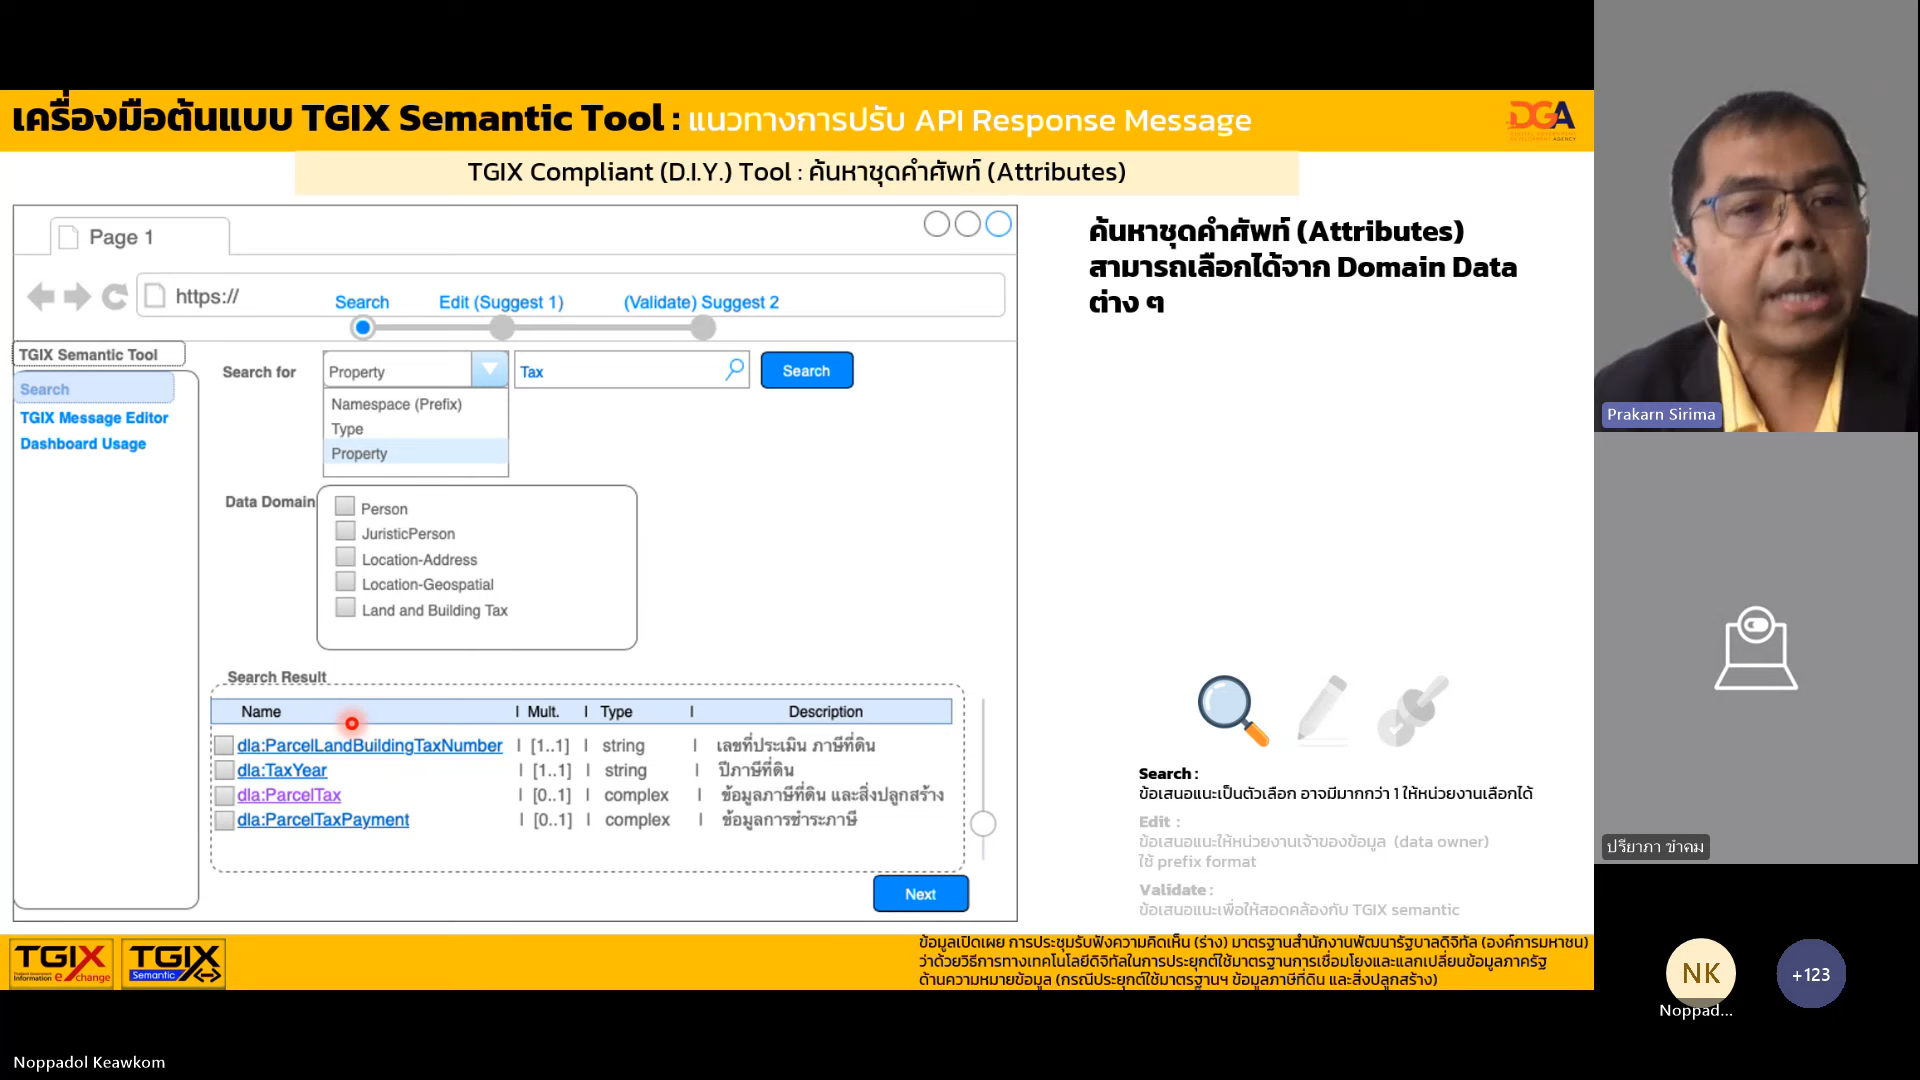 เครื่องมือต้นแบบ TGIX Semantic Tool : แนวทางการปรับ API Response Message
DGA
TGIX Compliant (D.I.Y.) Tool : ค้นหาชุดคำศัพท์ (Attributes)
Page 1
https://
Search Edit (Suggest 1) (Validate) Suggest 2
TGIX Semantic Tool
Search
TGIX Message Editor
Dashboard Usage
Search for Property Tax Search
Namespace (Prefix)
Type
Property
Data Domain
Person
JuristicPerson
Location-Address
Location-Geospatial
Land and Building Tax
Search Result
Name | Mult. | Type | Description
dla:ParcelLandBuildingTaxNumber | [1..1] | string | เลขที่ประเมิน ภาษีที่ดิน
dla:TaxYear | [1..1] | string | ปีภาษีที่ดิน
dla:ParcelTax | [0..1] | complex | ข้อมูลภาษีที่ดิน และสิ่งปลูกสร้าง
dla:ParcelTaxPayment | [0..1] | complex | ข้อมูลการชำระภาษี
Next
ค้นหาชุดคำศัพท์ (Attributes)
สามารถเลือกได้จาก Domain Data
ต่าง ๆ
Search :
ข้อเสนอแนะเป็นตัวเลือก อาจมีมากกว่า 1 ให้หน่วยงานเลือกได้
Edit :
ข้อเสนอแนะให้หน่วยงานเจ้าของข้อมูล (data owner)
ใช้ prefix format
Validate :
ข้อเสนอแนะเพื่อให้สอดคล้องกับ TGIX semantic
TGIX
Information eXchange
TGIX
Semantic
ข้อมูลเปิดเผย การประชุมรับฟังความคิดเห็น (ร่าง) มาตรฐานสำนักงานพัฒนารัฐบาลดิจิทัล (องค์การมหาชน)
ว่าด้วยวิธีการทางเทคโนโลยีดิจิทัลในการประยุกต์ใช้มาตรฐานการเชื่อมโยงและแลกเปลี่ยนข้อมูลภาครัฐ
ด้านความหมายข้อมูล (กรณีประยุกต์ใช้มาตรฐานฯ ข้อมูลภาษีที่ดิน และสิ่งปลูกสร้าง)
Prakarn Sirima
ปรียาภา ขำคม
NK
+123
Noppad...
Noppadol Keawkom